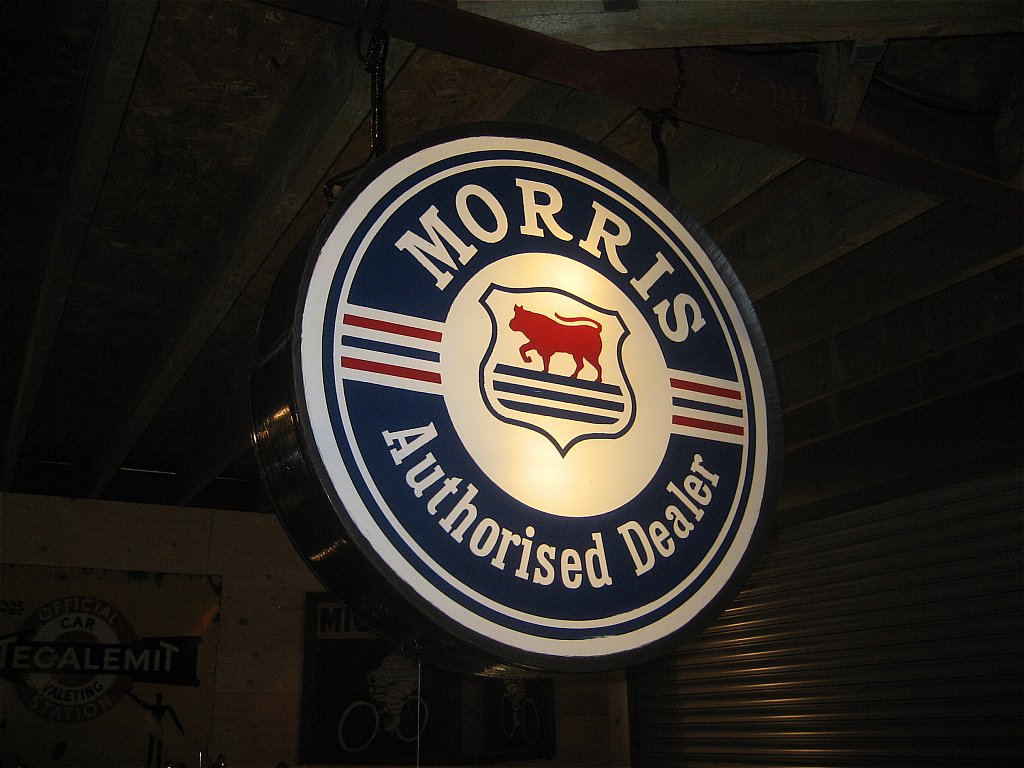 MORRIS
Authorised Dealer
OFFICIAL
CAR
TECALEMIT
VALETING
STATION